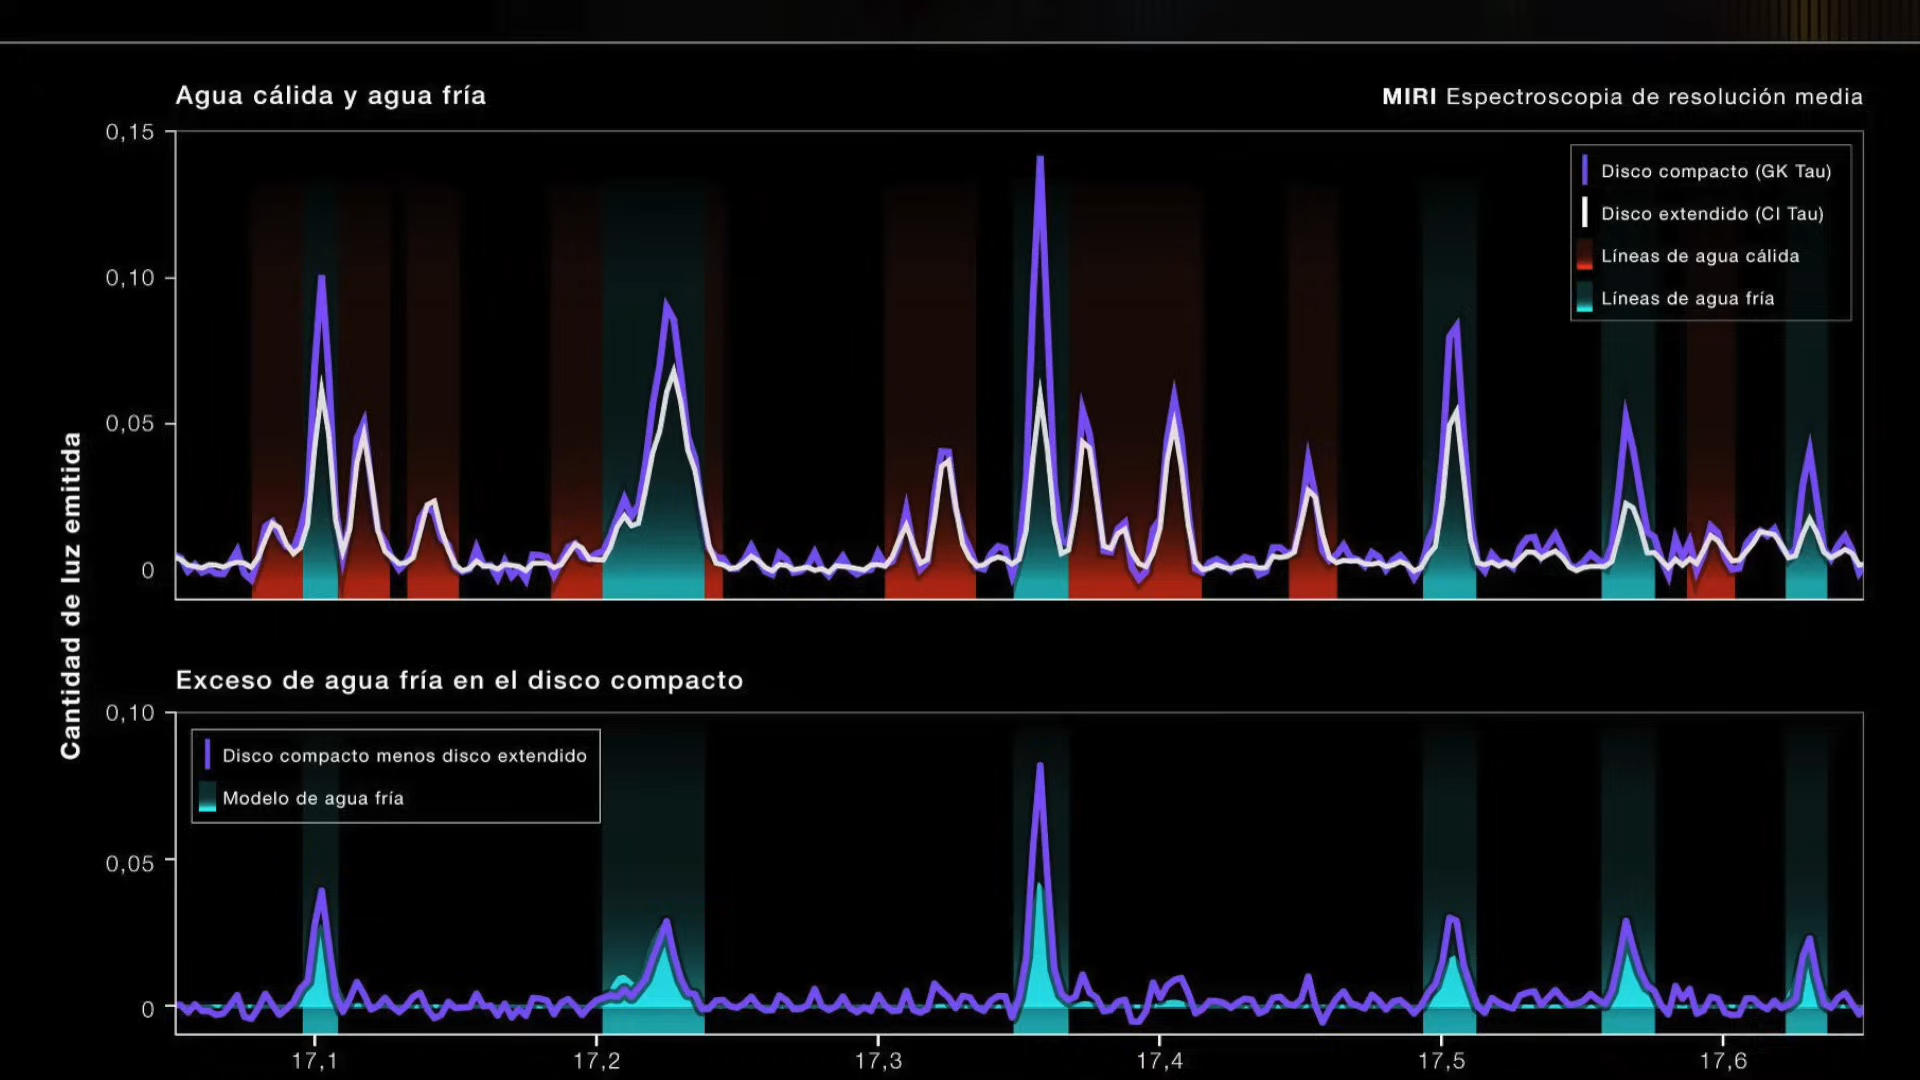 Agua cálida y agua fría
MIRI Espectroscopia de resolución media
0,15
0,10
0,05
0
Disco compacto (GK Tau)
Disco extendido (CI Tau)
Líneas de agua cálida
Líneas de agua fría
Cantidad de luz emitida
Exceso de agua fría en el disco compacto
0,10
0,05
0
Disco compacto menos disco extendido
Modelo de agua fría
17,1 17,2 17,3 17,4 17,5 17,6